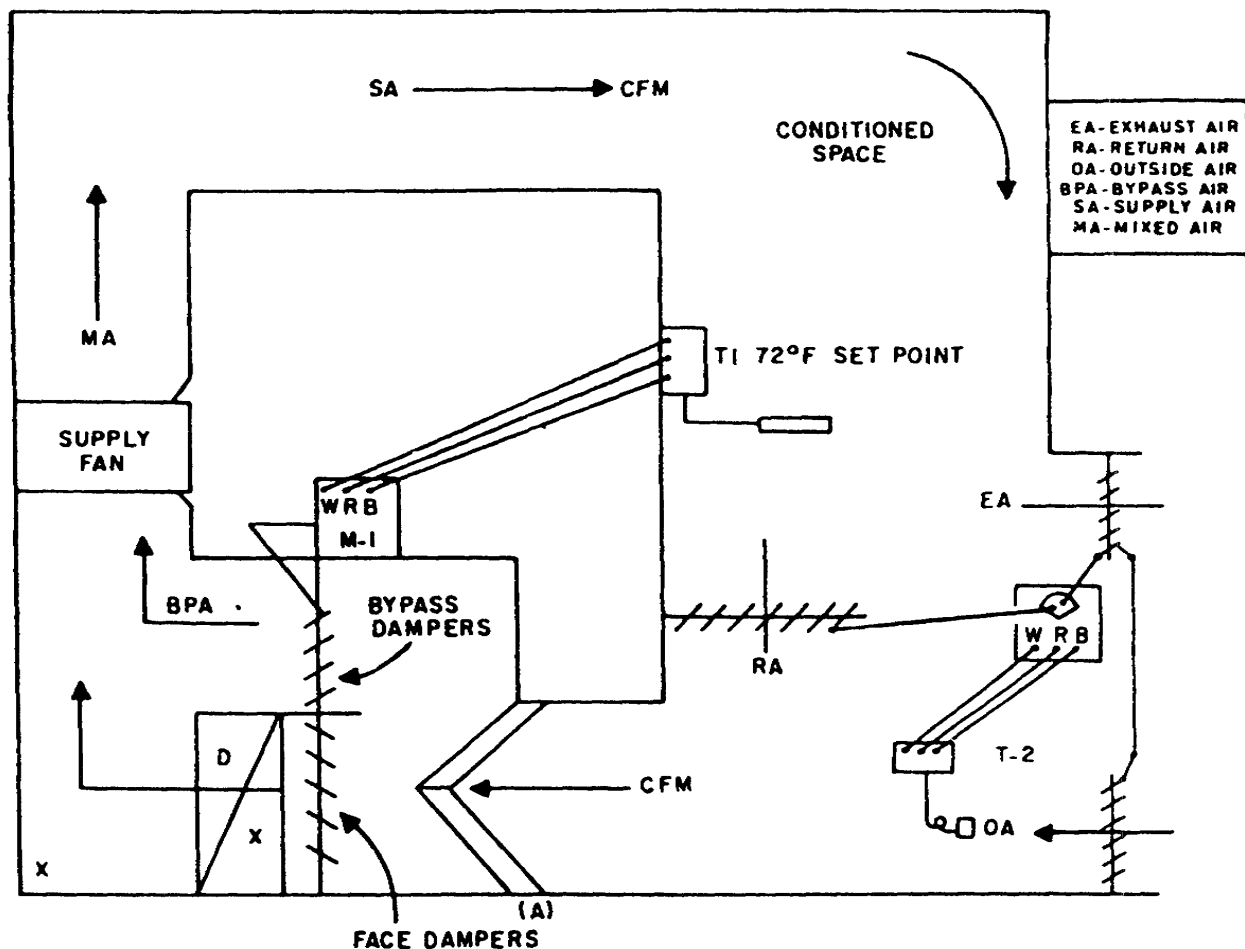 SA
CFM
CONDITIONED
SPACE
EA-EXHAUST AIR
RA-RETURN AIR
OA-OUTSIDE AIR
BPA-BYPASS AIR
SA-SUPPLY AIR
MA-MIXED AIR
MA
T1 72°F SET POINT
SUPPLY
FAN
W R B
M-1
EA
BPA
BYPASS
DAMPERS
RA
W R B
D
X
T-2
CFM
OA
X
(A)
FACE DAMPERS